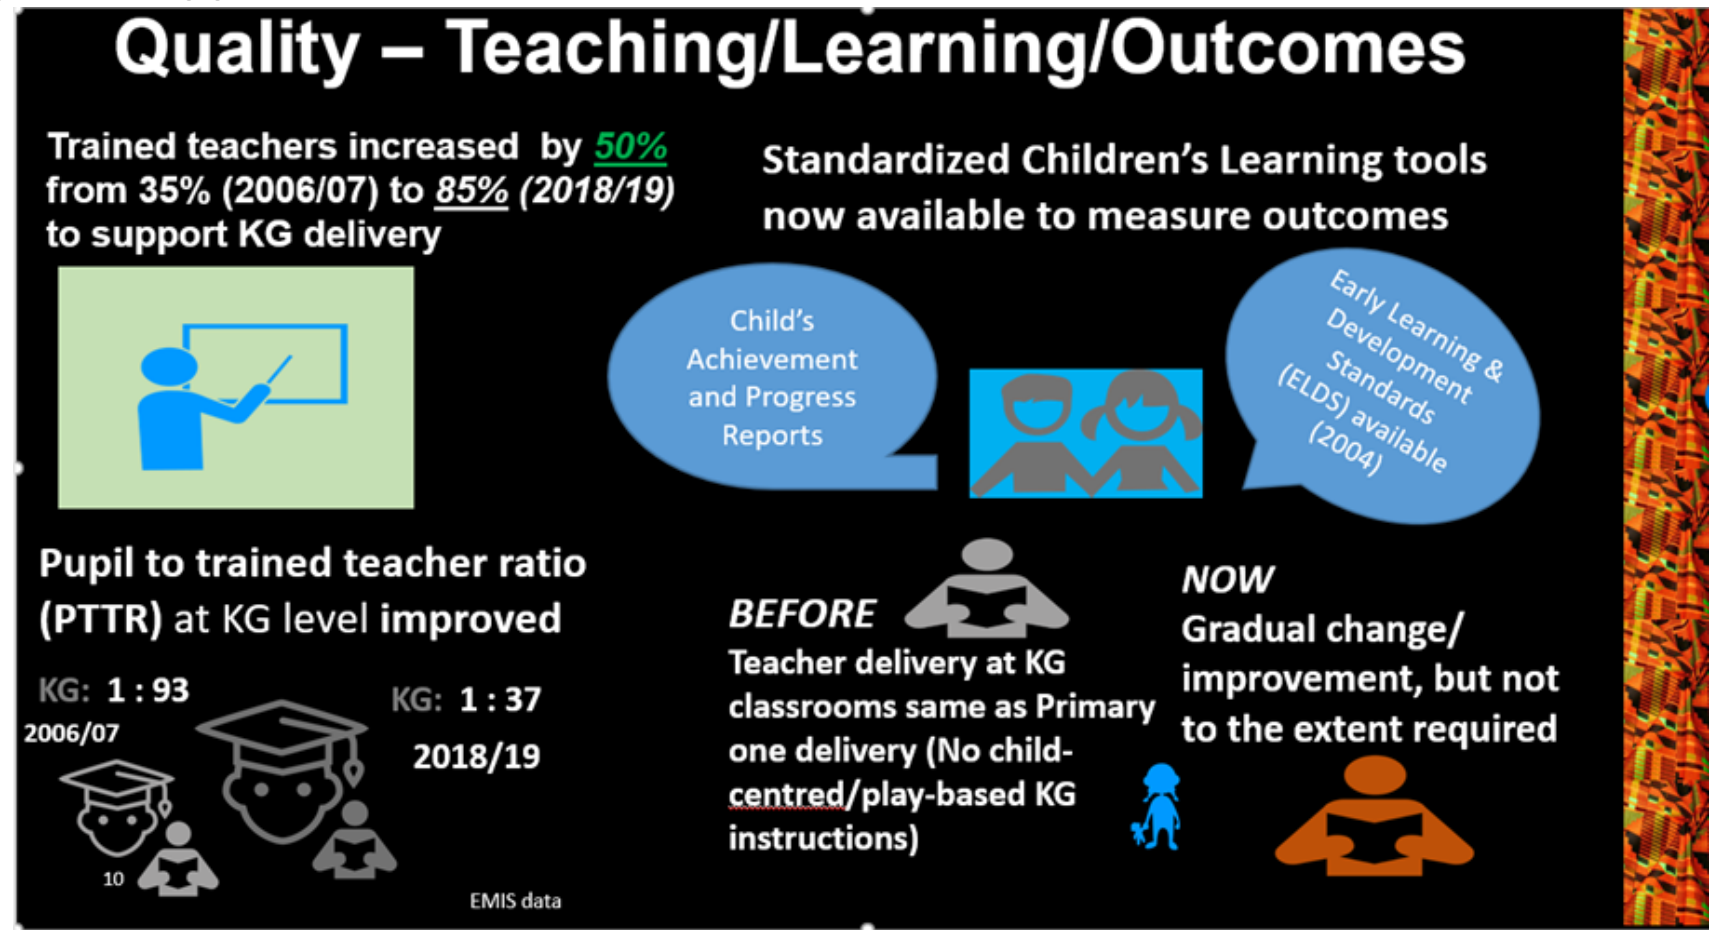 Quality – Teaching/Learning/Outcomes
Trained teachers increased by 50%
from 35% (2006/07) to 85% (2018/19)
to support KG delivery
Standardized Children's Learning tools
now available to measure outcomes
Child's
Achievement
and Progress
Reports
Early Learning &
Development
Standards
(ELDS) available
(2004)
Pupil to trained teacher ratio
(PTTR) at KG level improved
KG: 1 : 93
2006/07
KG: 1 : 37
2018/19
BEFORE
Teacher delivery at KG
classrooms same as Primary
one delivery (No child-
centred/play-based KG
instructions)
NOW
Gradual change/
improvement, but not
to the extent required
10
EMIS data